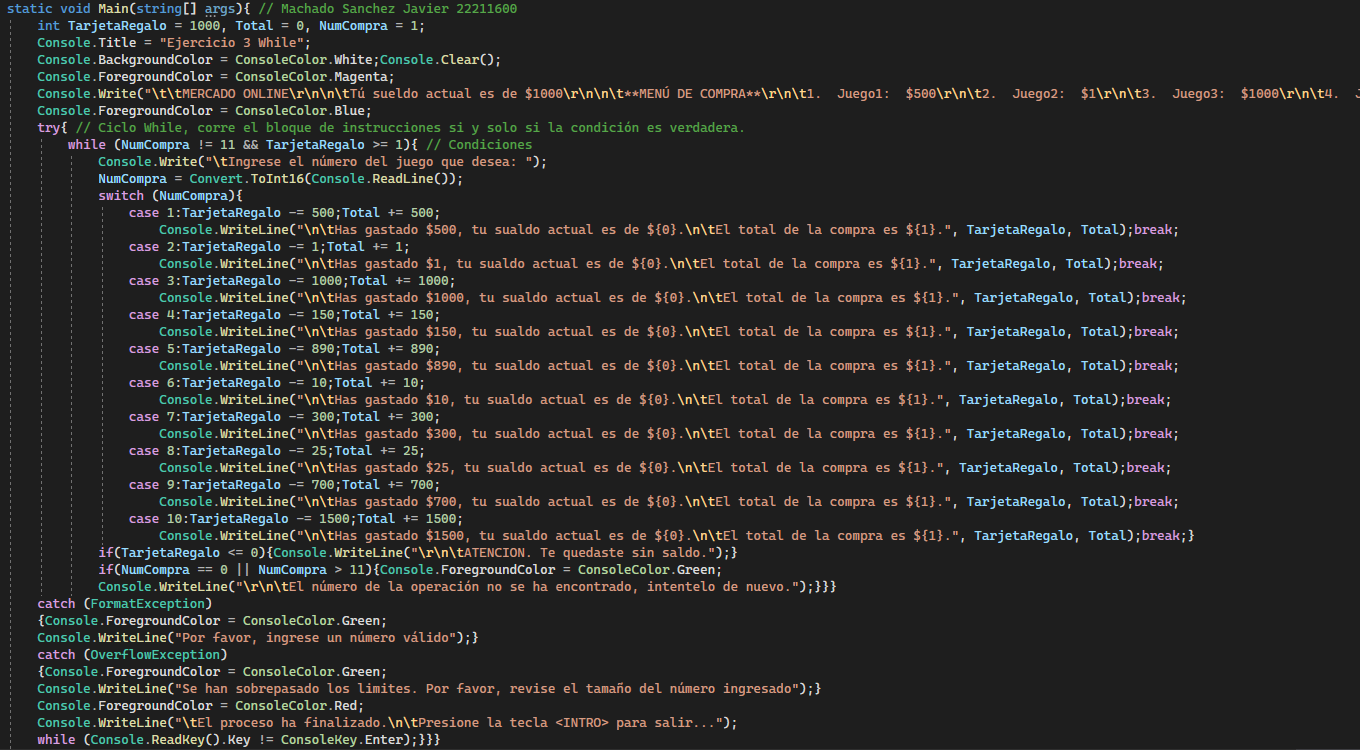 static void Main(string[] args){ // Machado Sanchez Javier 22211600
int TarjetaRegalo = 1000, Total = 0, NumCompra = 1;
Console.Title = "Ejercicio 3 While";
Console.BackgroundColor = ConsoleColor.White;Console.Clear();
Console.ForegroundColor = ConsoleColor.Magenta;
Console.Write("\t\tMERCADO ONLINE\r\n\n\tTú sueldo actual es de $1000\r\n\n\t**MENÚ DE COMPRA**\r\n\t1.  Juego1:  $500\r\n\t2.  Juego2:  $1\r\n\t3.  Juego3:  $1000\r\n\t4.  J
Console.ForegroundColor = ConsoleColor.Blue;
try{ // Ciclo While, corre el bloque de instrucciones si y solo si la condición es verdadera.
while (NumCompra != 11 && TarjetaRegalo >= 1){ // Condiciones
Console.Write("\tIngrese el número del juego que desea: ");
NumCompra = Convert.ToInt16(Console.ReadLine());
switch (NumCompra){
case 1:TarjetaRegalo -= 500;Total += 500;
Console.WriteLine("\n\tHas gastado $500, tu sualdo actual es de ${0}.\n\tEl total de la compra es ${1}.", TarjetaRegalo, Total);break;
case 2:TarjetaRegalo -= 1;Total += 1;
Console.WriteLine("\n\tHas gastado $1, tu sualdo actual es de ${0}.\n\tEl total de la compra es ${1}.", TarjetaRegalo, Total);break;
case 3:TarjetaRegalo -= 1000;Total += 1000;
Console.WriteLine("\n\tHas gastado $1000, tu sualdo actual es de ${0}.\n\tEl total de la compra es ${1}.", TarjetaRegalo, Total);break;
case 4:TarjetaRegalo -= 150;Total += 150;
Console.WriteLine("\n\tHas gastado $150, tu sualdo actual es de ${0}.\n\tEl total de la compra es ${1}.", TarjetaRegalo, Total);break;
case 5:TarjetaRegalo -= 890;Total += 890;
Console.WriteLine("\n\tHas gastado $890, tu sualdo actual es de ${0}.\n\tEl total de la compra es ${1}.", TarjetaRegalo, Total);break;
case 6:TarjetaRegalo -= 10;Total += 10;
Console.WriteLine("\n\tHas gastado $10, tu sualdo actual es de ${0}.\n\tEl total de la compra es ${1}.", TarjetaRegalo, Total);break;
case 7:TarjetaRegalo -= 300;Total += 300;
Console.WriteLine("\n\tHas gastado $300, tu sualdo actual es de ${0}.\n\tEl total de la compra es ${1}.", TarjetaRegalo, Total);break;
case 8:TarjetaRegalo -= 25;Total += 25;
Console.WriteLine("\n\tHas gastado $25, tu sualdo actual es de ${0}.\n\tEl total de la compra es ${1}.", TarjetaRegalo, Total);break;
case 9:TarjetaRegalo -= 700;Total += 700;
Console.WriteLine("\n\tHas gastado $700, tu sualdo actual es de ${0}.\n\tEl total de la compra es ${1}.", TarjetaRegalo, Total);break;
case 10:TarjetaRegalo -= 1500;Total += 1500;
Console.WriteLine("\n\tHas gastado $1500, tu sualdo actual es de ${0}.\n\tEl total de la compra es ${1}.", TarjetaRegalo, Total);break;}
if(TarjetaRegalo <= 0){Console.WriteLine("\r\n\tATENCION. Te quedaste sin saldo.");}
if(NumCompra == 0 || NumCompra > 11){Console.ForegroundColor = ConsoleColor.Green;
Console.WriteLine("\r\n\tEl número de la operación no se ha encontrado, intentelo de nuevo.");}}}
catch (FormatException)
{Console.ForegroundColor = ConsoleColor.Green;
Console.WriteLine("Por favor, ingrese un número válido");}
catch (OverflowException)
{Console.ForegroundColor = ConsoleColor.Green;
Console.WriteLine("Se han sobrepasado los limites. Por favor, revise el tamaño del número ingresado");}
Console.ForegroundColor = ConsoleColor.Red;
Console.WriteLine("\tEl proceso ha finalizado.\n\tPresione la tecla <INTRO> para salir...");
while (Console.ReadKey().Key != ConsoleKey.Enter);}}}